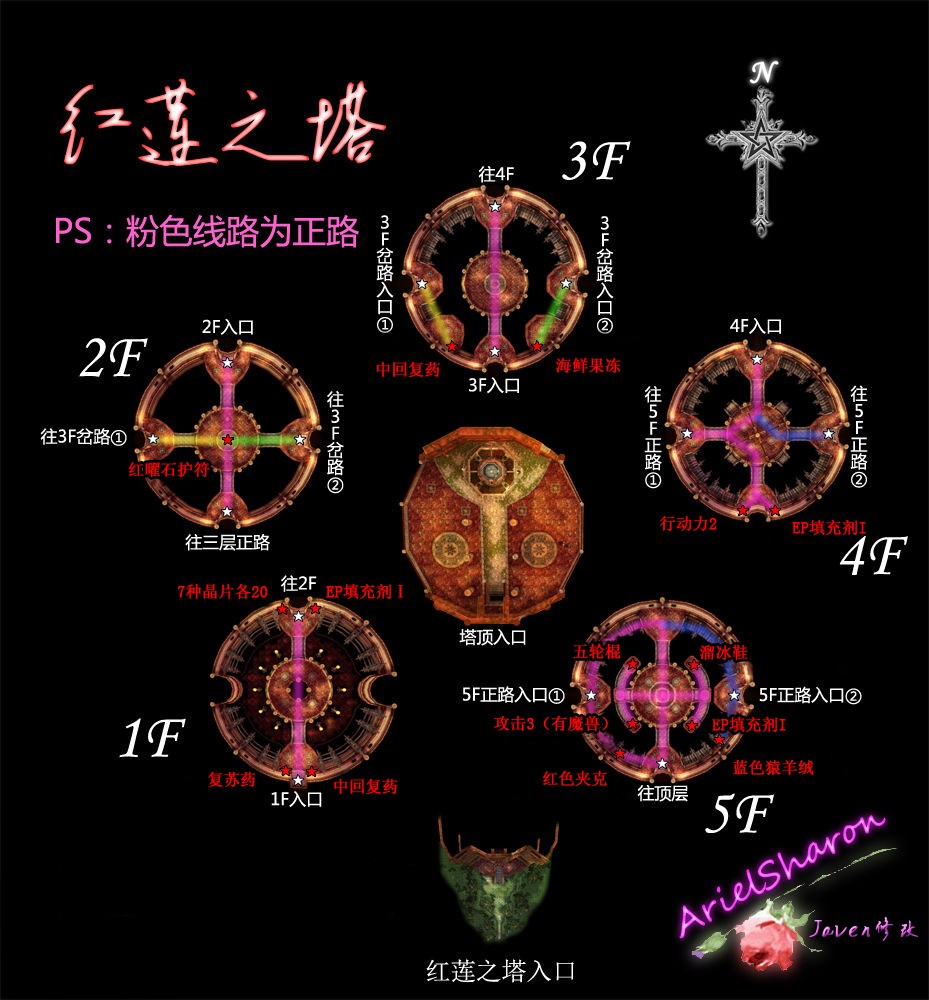 红莲之塔
N
PS：粉色线路为正路
3F
往4F
3F岔路入口①
3F岔路入口②
中回复药
海鲜果冻
3F入口
2F
2F入口
往3F岔路①
往3F岔路②
红曜石护符
往三层正路
4F入口
往5F正路①
往5F正路②
行动力2
EP填充剂I
4F
塔顶入口
7种晶片各20
往2F
EP填充剂 I
1F
复苏药
中回复药
1F入口
五轮棍
溜冰鞋
5F正路入口①
5F正路入口②
攻击3（有魔兽）
EP填充剂I
红色夹克
蓝色猿羊绒
往顶层
5F
ArielSharon
Javen修改
红莲之塔入口